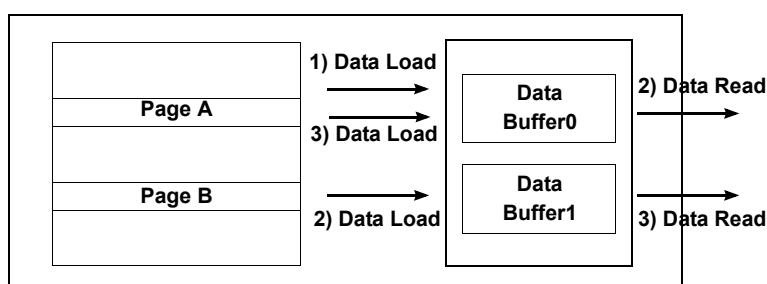 1) Data Load
Page A
3) Data Load
Page B
2) Data Load
Data
Buffer0
Data
Buffer1
2) Data Read
3) Data Read